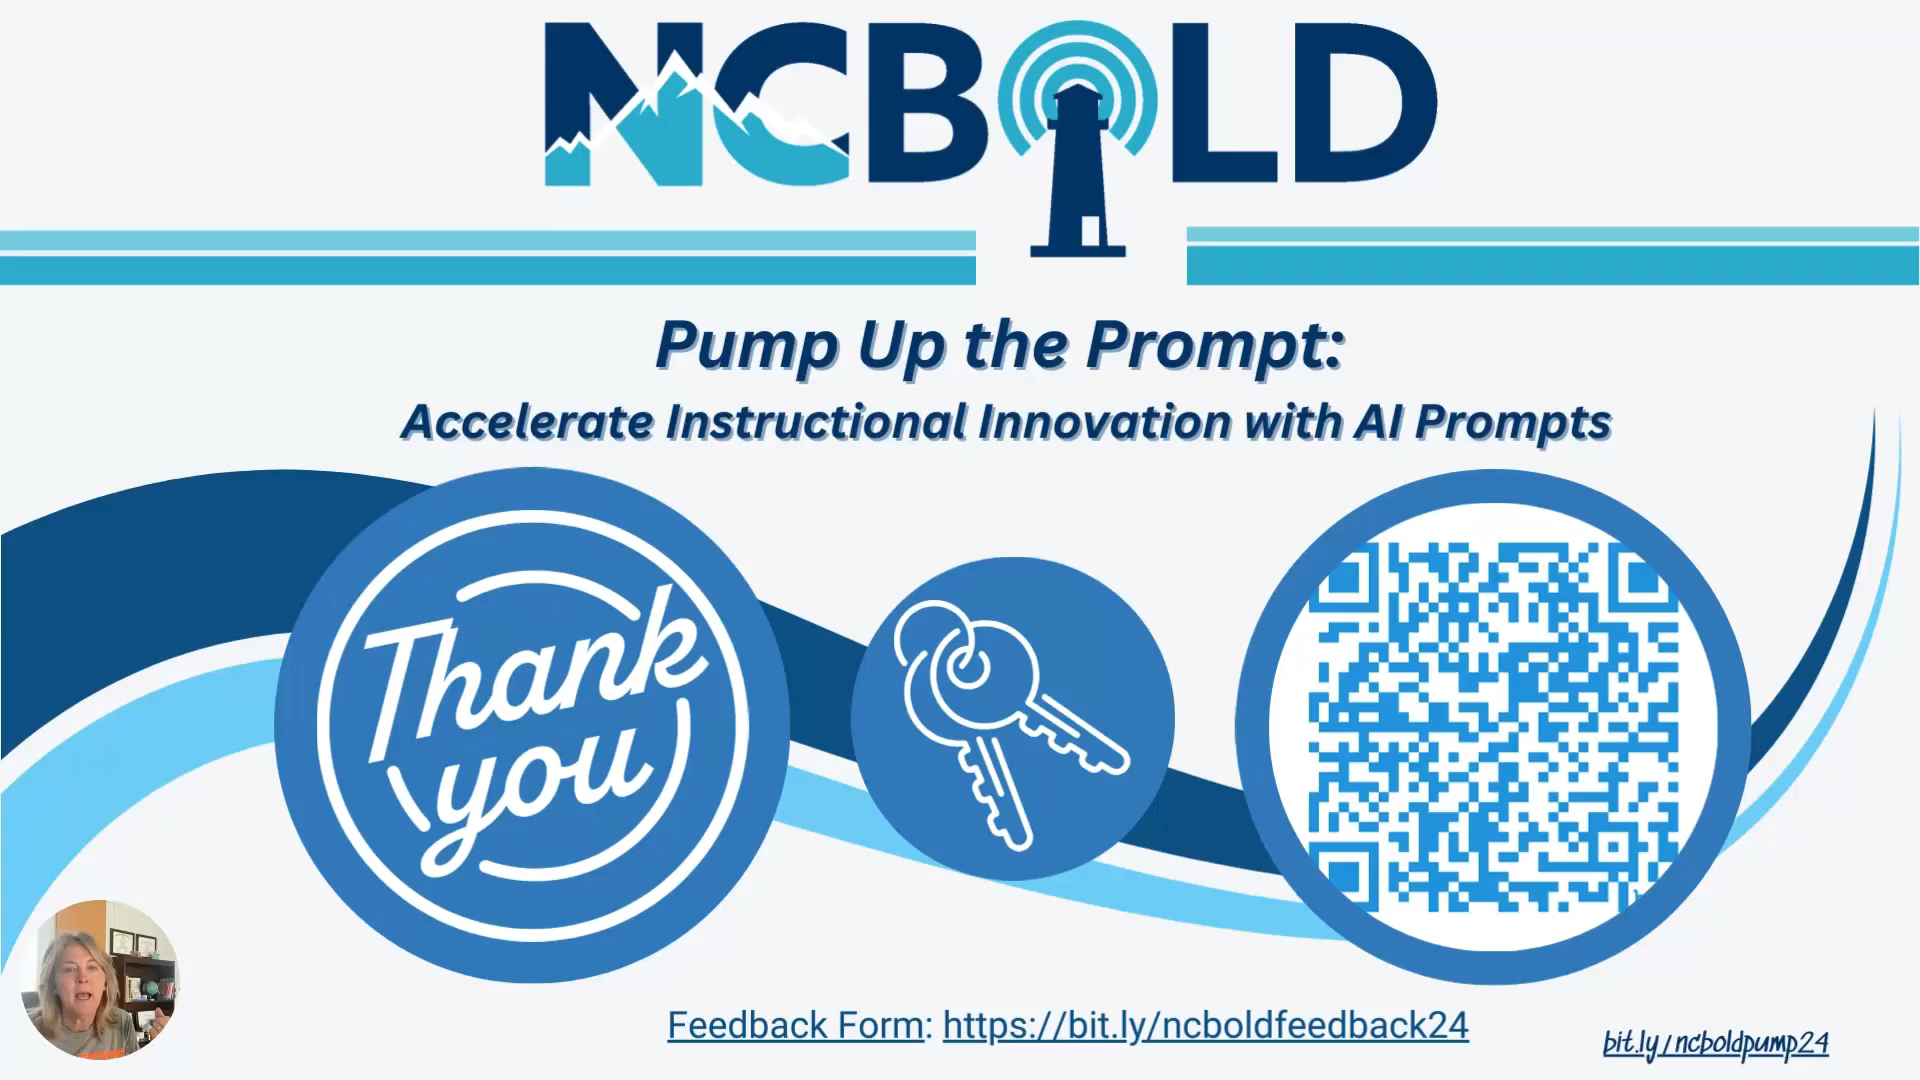 NCBOLD
Pump Up the Prompt:
Accelerate Instructional Innovation with AI Prompts
Thank
you
Feedback Form: https://bit.ly/ncboldfeedback24
bit.ly/ncboldpump24